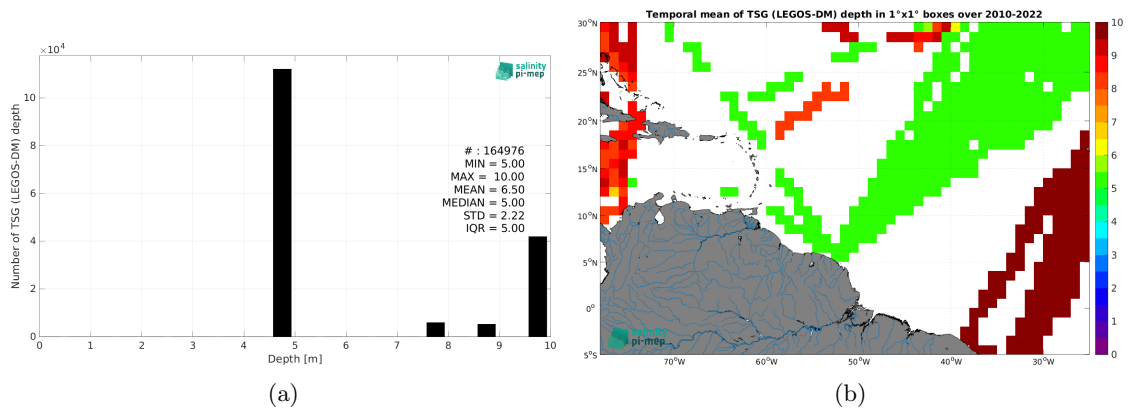 ×10⁴
10
8
6
4
2
0
Number of TSG (LEGOS-DM) depth
0 1 2 3 4 5 6 7 8 9 10
Depth [m]
salinity
pi-mep
# : 164976
MIN = 5.00
MAX = 10.00
MEAN = 6.50
MEDIAN = 5.00
STD = 2.22
IQR = 5.00
(a)
Temporal mean of TSG (LEGOS-DM) depth in 1°x1° boxes over 2010-2022
30°N
25°N
20°N
15°N
10°N
5°N
0°
5°S
70°W 60°W 50°W 40°W 30°W
salinity
pi-mep
10
9
8
7
6
5
4
3
2
1
0
(b)